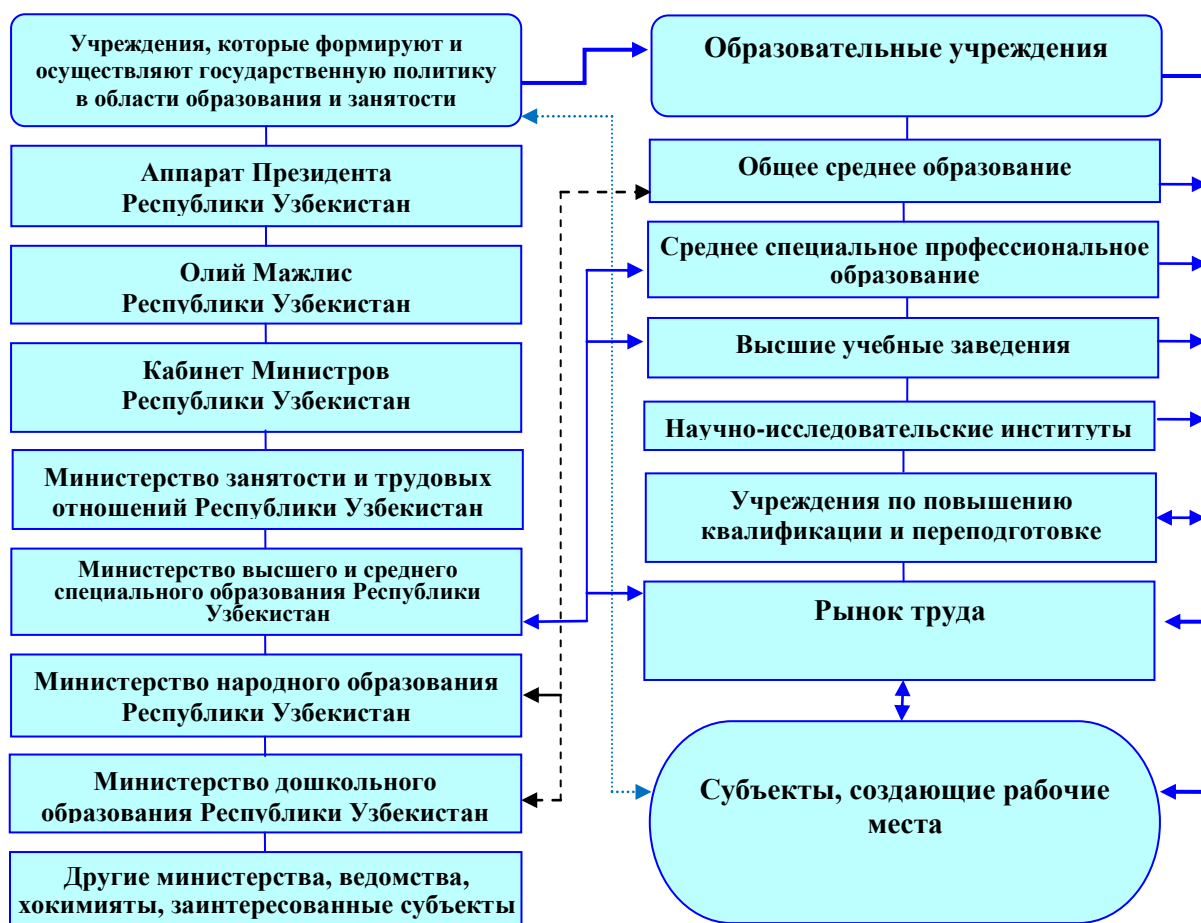 Учреждения, которые формируют и
осуществляют государственную политику
в области образования и занятости
Аппарат Президента
Республики Узбекистан
Олий Мажлис
Республики Узбекистан
Кабинет Министров
Республики Узбекистан
Министерство занятости и трудовых
отношений Республики Узбекистан
Министерство высшего и среднего
специального образования Республики
Узбекистан
Министерство народного образования
Республики Узбекистан
Министерство дошкольного
образования Республики Узбекистан
Другие министерства, ведомства,
хокимияты, заинтересованные субъекты
Образовательные учреждения
Общее среднее образование
Среднее специальное профессиональное
образование
Высшие учебные заведения
Научно-исследовательские институты
Учреждения по повышению
квалификации и переподготовке
Рынок труда
Субъекты, создающие рабочие
места